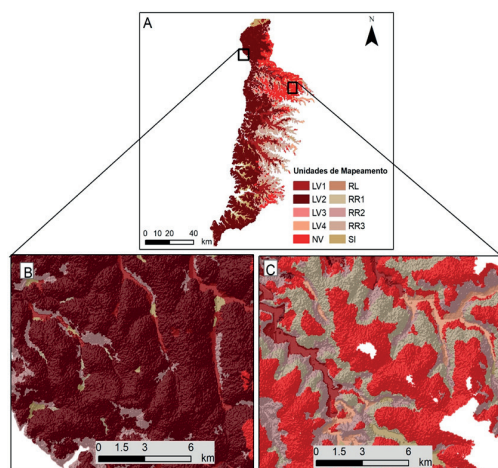 A
N
Unidades de Mapeamento
LV1 RL
LV2 RR1
LV3 RR2
LV4 RR3
NV SI
0 10 20 40
km
B
C
0 1.5 3 6
km
0 1.5 3 6
km